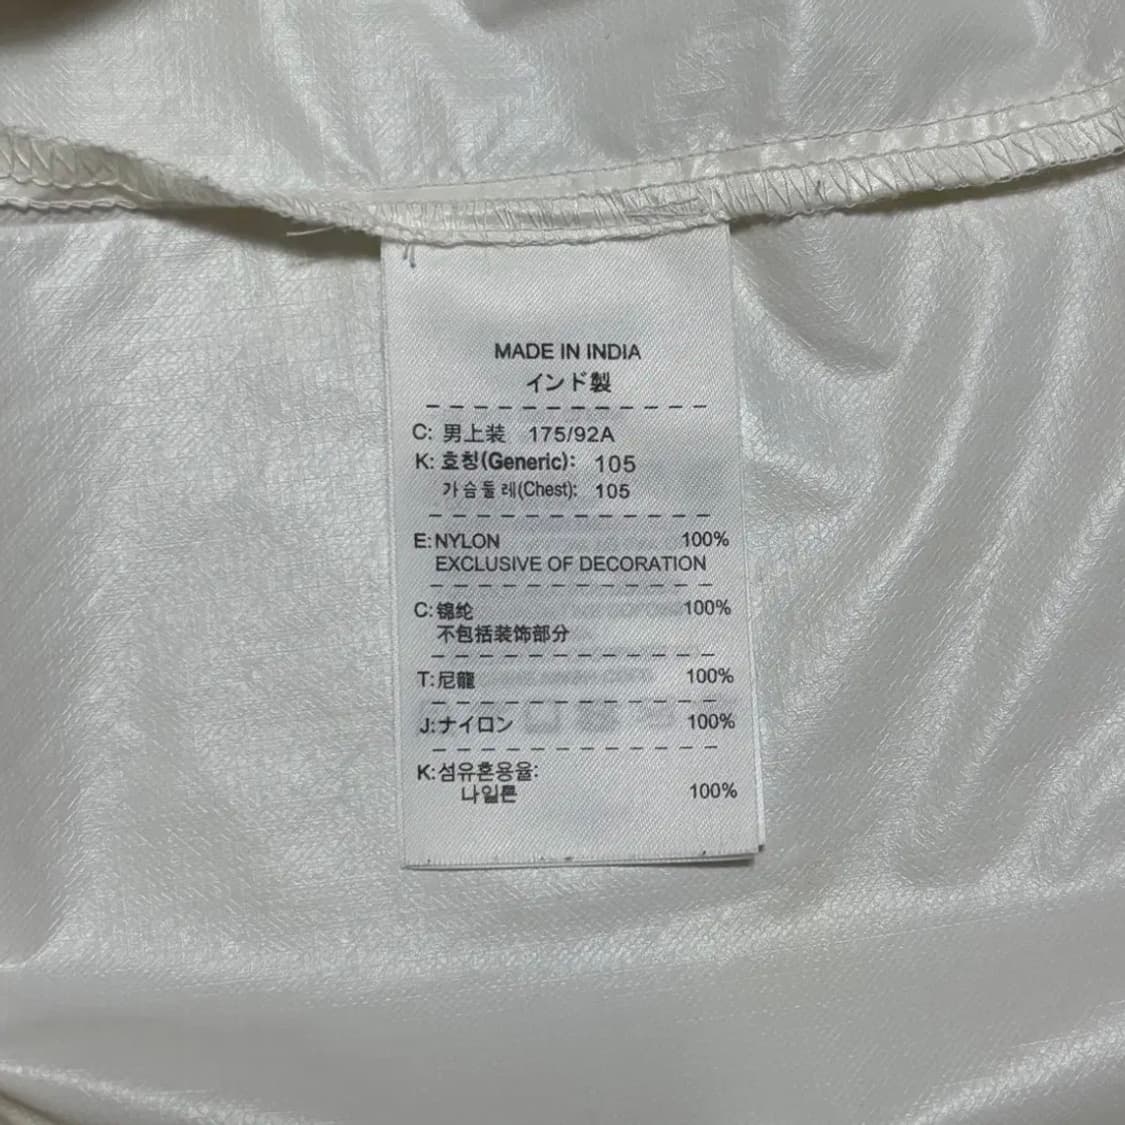 MADE IN INDIA
インド製
C: 男上装 175/92A
K: 호칭(Generic): 105
가슴둘레(Chest): 105
E:NYLON 100%
EXCLUSIVE OF DECORATION
C:锦纶 100%
不包括装饰部分
T:尼龍 100%
J:ナイロン 100%
K:섬유혼용율:
나일론 100%